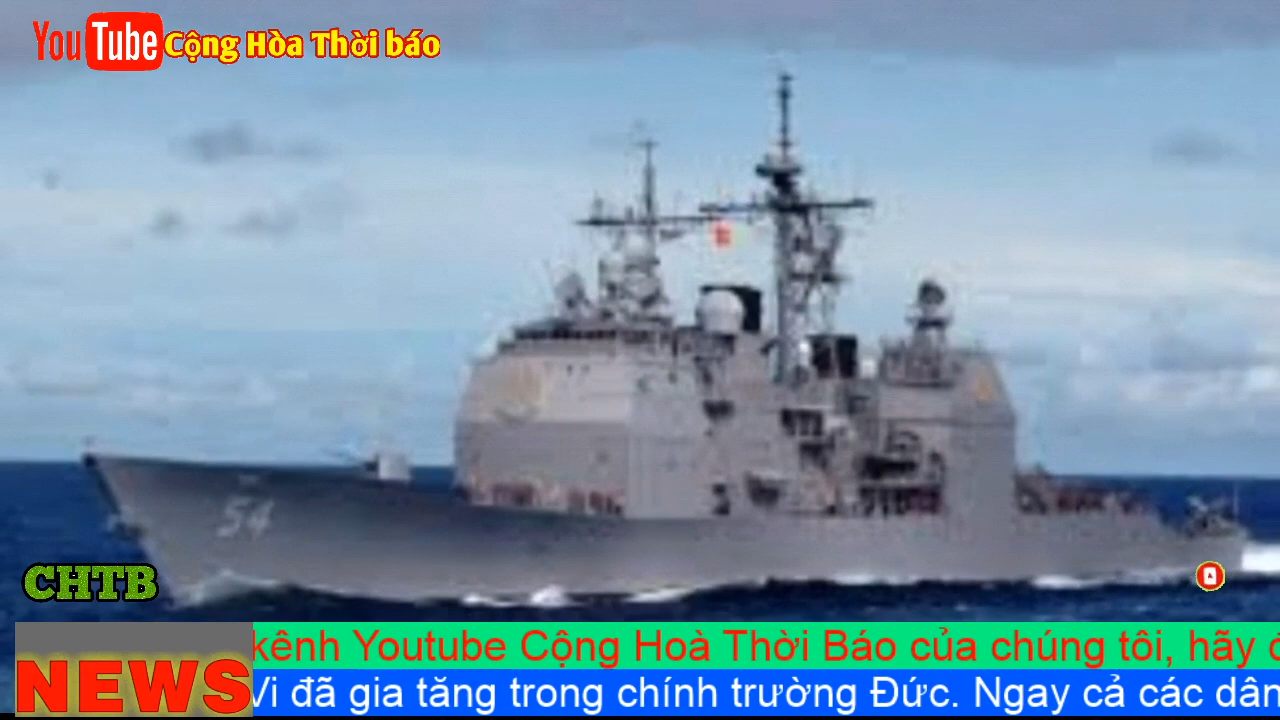 YouTube Cộng Hòa Thời báo
54
CHTB
NEWS
kênh Youtube Cộng Hoà Thời Báo của chúng tôi, hãy
Vi đã gia tăng trong chính trường Đức. Ngay cả các dân